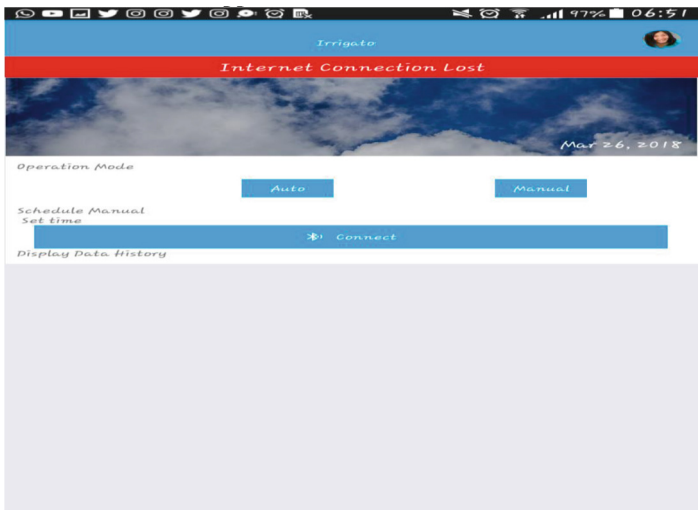 97% 06:51
Irrigato
Internet Connection Lost
Mar 26, 2018
Operation Mode
Auto Manual
Schedule Manual
Set time
Connect
Display Data History